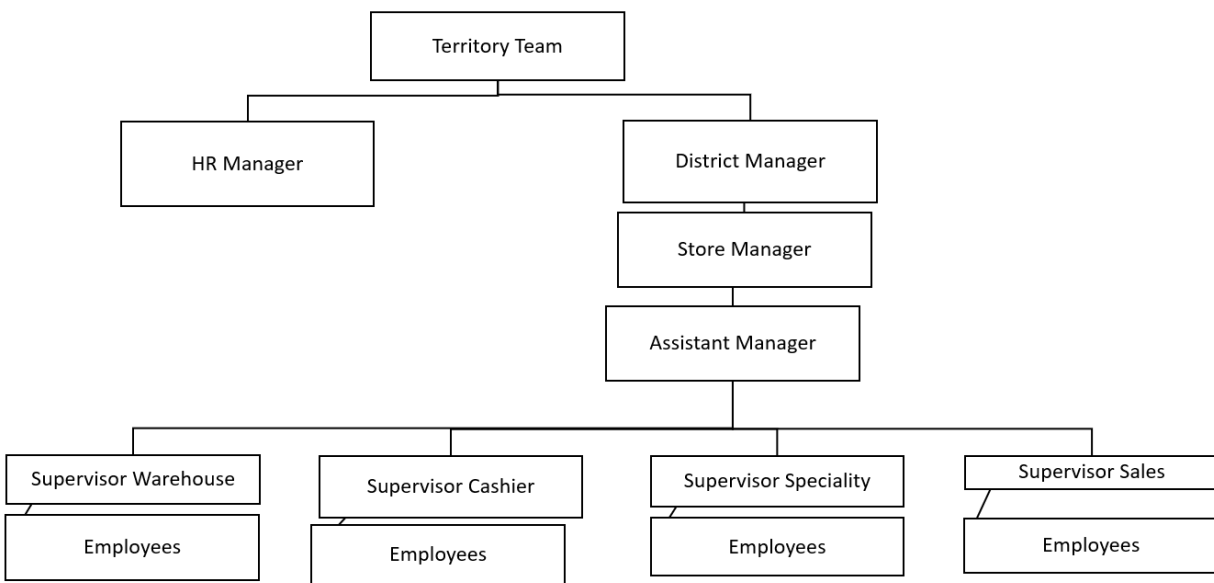 Territory Team
HR Manager
District Manager
Store Manager
Assistant Manager
Supervisor Warehouse
Supervisor Cashier
Supervisor Speciality
Supervisor Sales
Employees
Employees
Employees
Employees